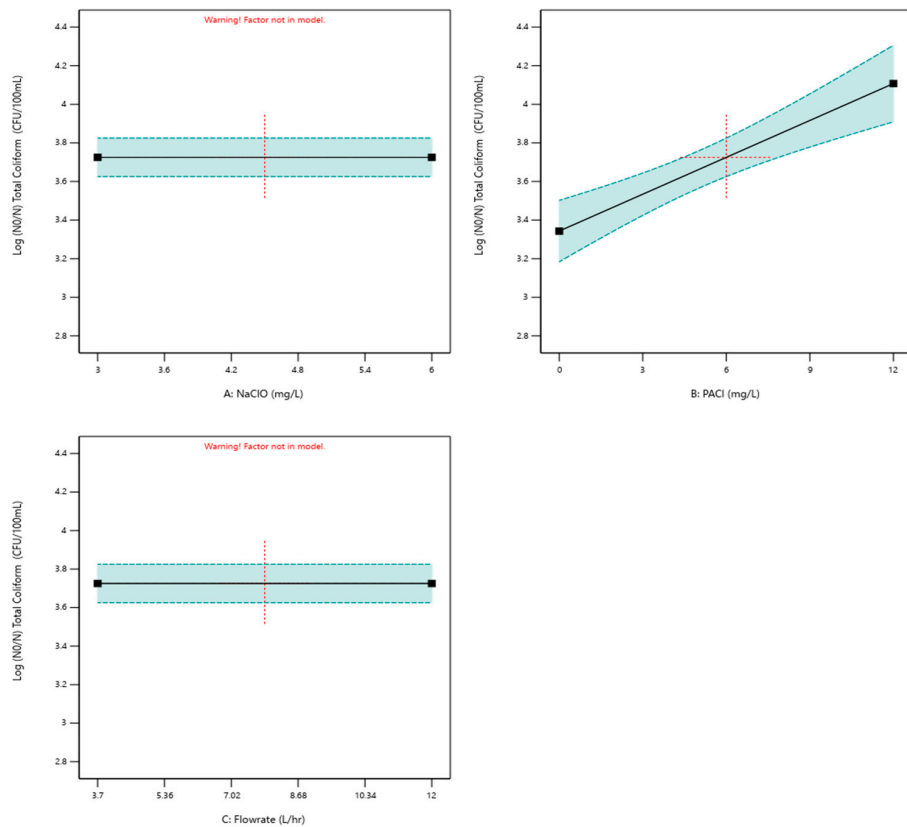 Warning! Factor not in model.
Log (N0/N) Total Coliform (CFU/100mL)
4.4
4.2
4
3.8
3.6
3.4
3.2
3
2.8
3 3.6 4.2 4.8 5.4 6
A: NaClO (mg/L)
Log (N0/N) Total Coliform (CFU/100mL)
4.4
4.2
4
3.8
3.6
3.4
3.2
3
2.8
0 3 6 9 12
B: PACl (mg/L)
Warning! Factor not in model.
Log (N0/N) Total Coliform (CFU/100mL)
4.4
4.2
4
3.8
3.6
3.4
3.2
3
2.8
3.7 5.36 7.02 8.68 10.34 12
C: Flowrate (L/hr)